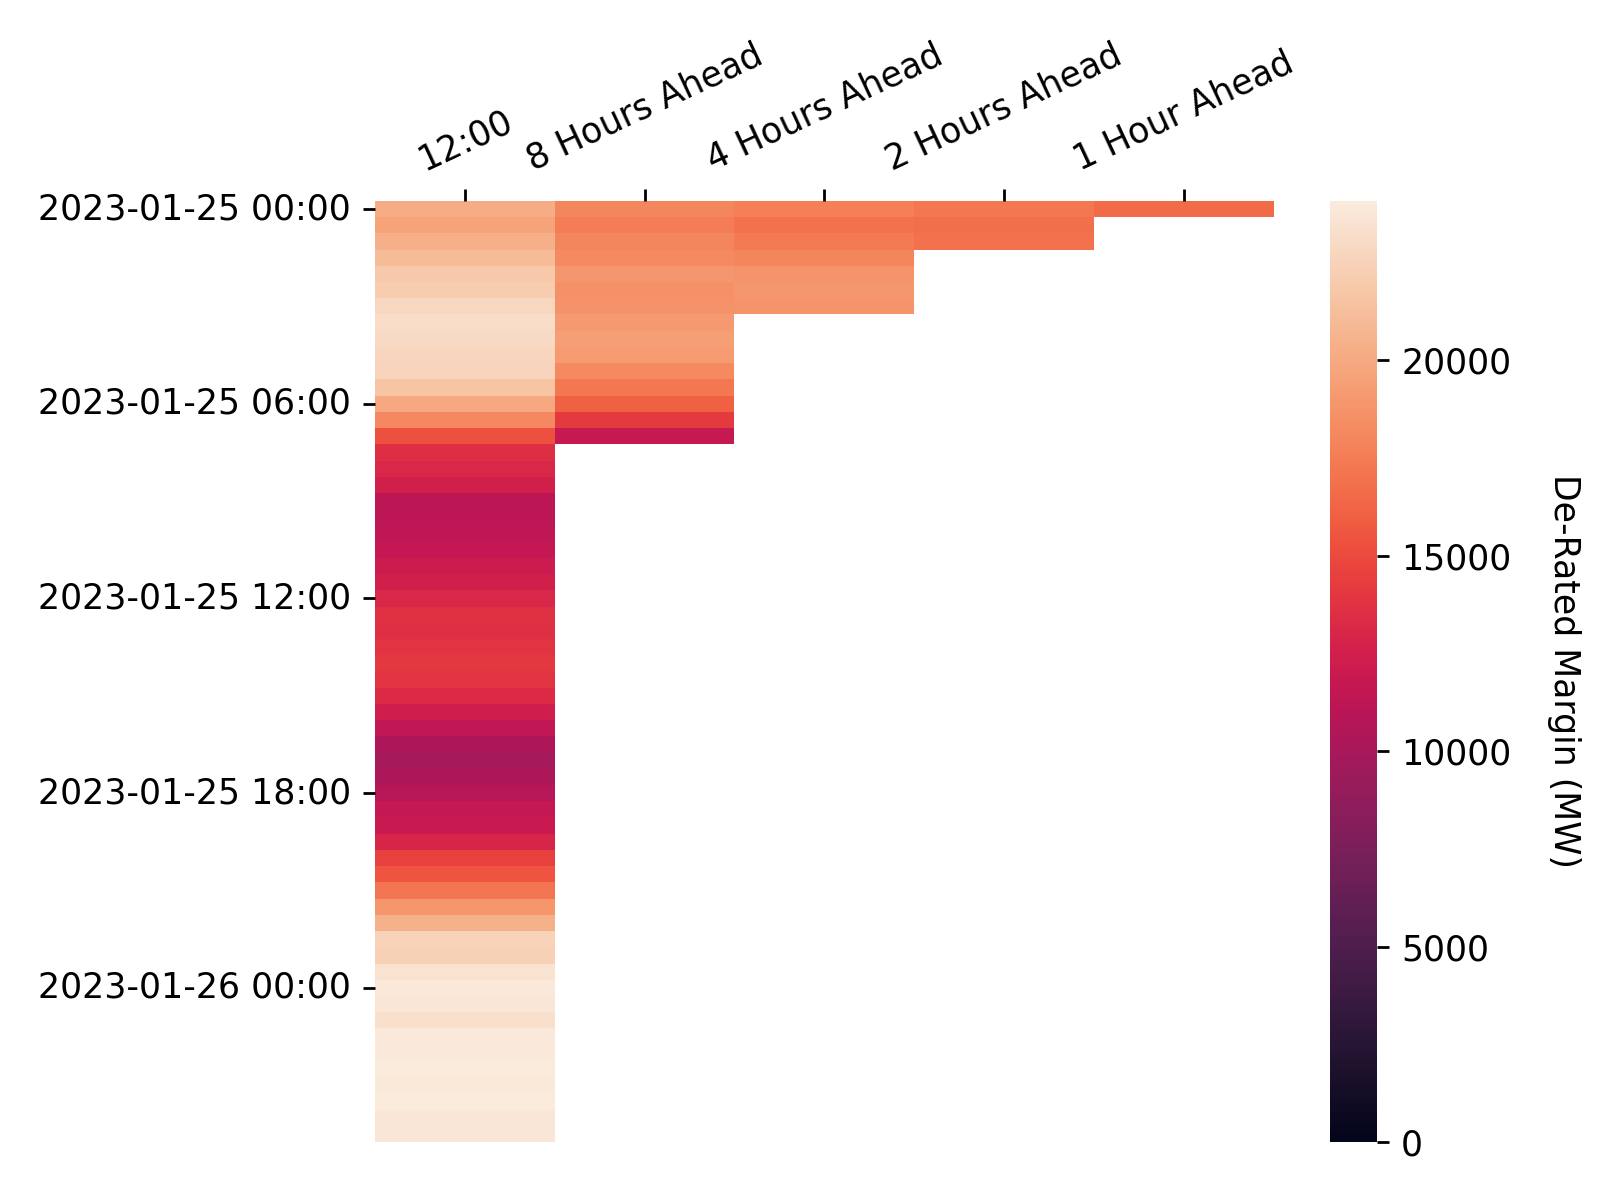 12:00
8 Hours Ahead
4 Hours Ahead
2 Hours Ahead
1 Hour Ahead
2023-01-25 00:00
2023-01-25 06:00
2023-01-25 12:00
2023-01-25 18:00
2023-01-26 00:00
20000
15000
10000
5000
0
De-Rated Margin (MW)